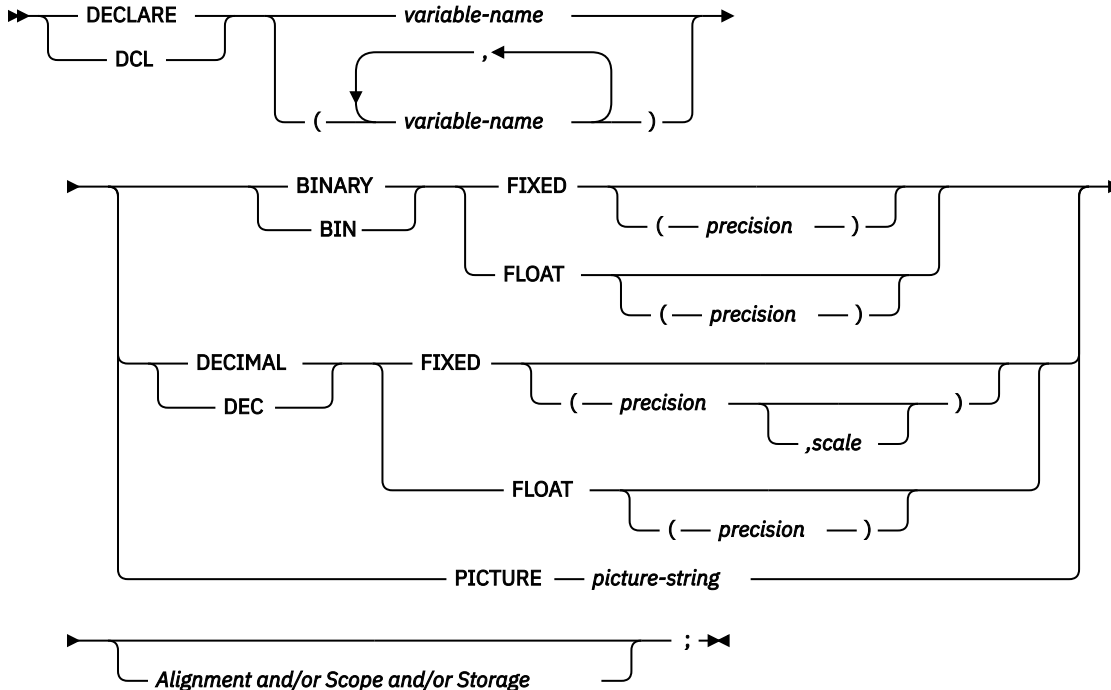 DECLARE variable-name
DCL ,
( variable-name )
BINARY FIXED
BIN ( precision )
FLOAT
( precision )
DECIMAL FIXED
DEC ( precision )
,scale
FLOAT
( precision )
PICTURE picture-string
;
Alignment and/or Scope and/or Storage